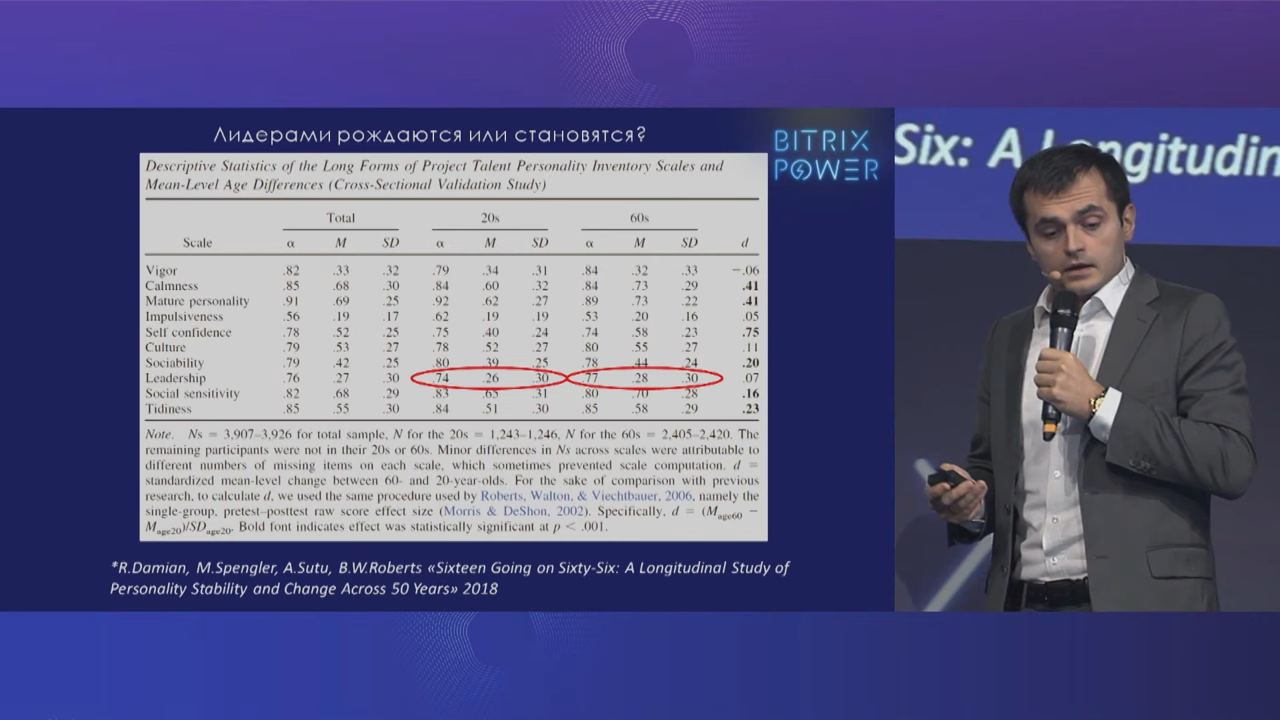 Лидерами рождаются или становятся?
BITRIX
POWER
Descriptive Statistics of the Long Forms of Project Talent Personality Inventory Scales and
Mean-Level Age Differences (Cross-Sectional Validation Study)
Total 20s 60s
Scale α M SD α M SD α M SD d
Vigor .82 .33 .32 .79 .34 .31 .84 .32 .33 −.06
Calmness .85 .68 .30 .84 .60 .32 .84 .73 .29 .41
Mature personality .91 .69 .25 .92 .62 .27 .89 .73 .22 .41
Impulsiveness .56 .19 .17 .62 .19 .19 .53 .20 .16 .05
Self confidence .78 .52 .25 .75 .40 .24 .74 .58 .23 .75
Culture .79 .53 .27 .78 .52 .27 .80 .55 .27 .11
Sociability .79 .42 .25 .80 .39 .25 .78 .44 .24 .20
Leadership .76 .27 .30 .74 .26 .30 .77 .28 .30 .07
Social sensitivity .82 .68 .29 .83 .65 .31 .80 .70 .28 .16
Tidiness .85 .55 .30 .84 .51 .30 .85 .58 .29 .23
Note. Ns = 3,907–3,926 for total sample, N for the 20s = 1,243–1,246, N for the 60s = 2,405–2,420. The
remaining participants were not in their 20s or 60s. Minor differences in Ns across scales were attributable to
different numbers of missing items on each scale, which sometimes prevented scale computation. d =
standardized mean-level change between 60- and 20-year-olds. For the sake of comparison with previous
research, to calculate d, we used the same procedure used by Roberts, Walton, & Viechtbauer, 2006, namely the
single-group, pretest–posttest raw score effect size (Morris & DeShon, 2002). Specifically, d = (Mage60 −
Mage20)/SDage20. Bold font indicates effect was statistically significant at p < .001.
*R.Damian, M.Spengler, A.Sutu, B.W.Roberts «Sixteen Going on Sixty-Six: A Longitudinal Study of
Personality Stability and Change Across 50 Years» 2018
Six: A